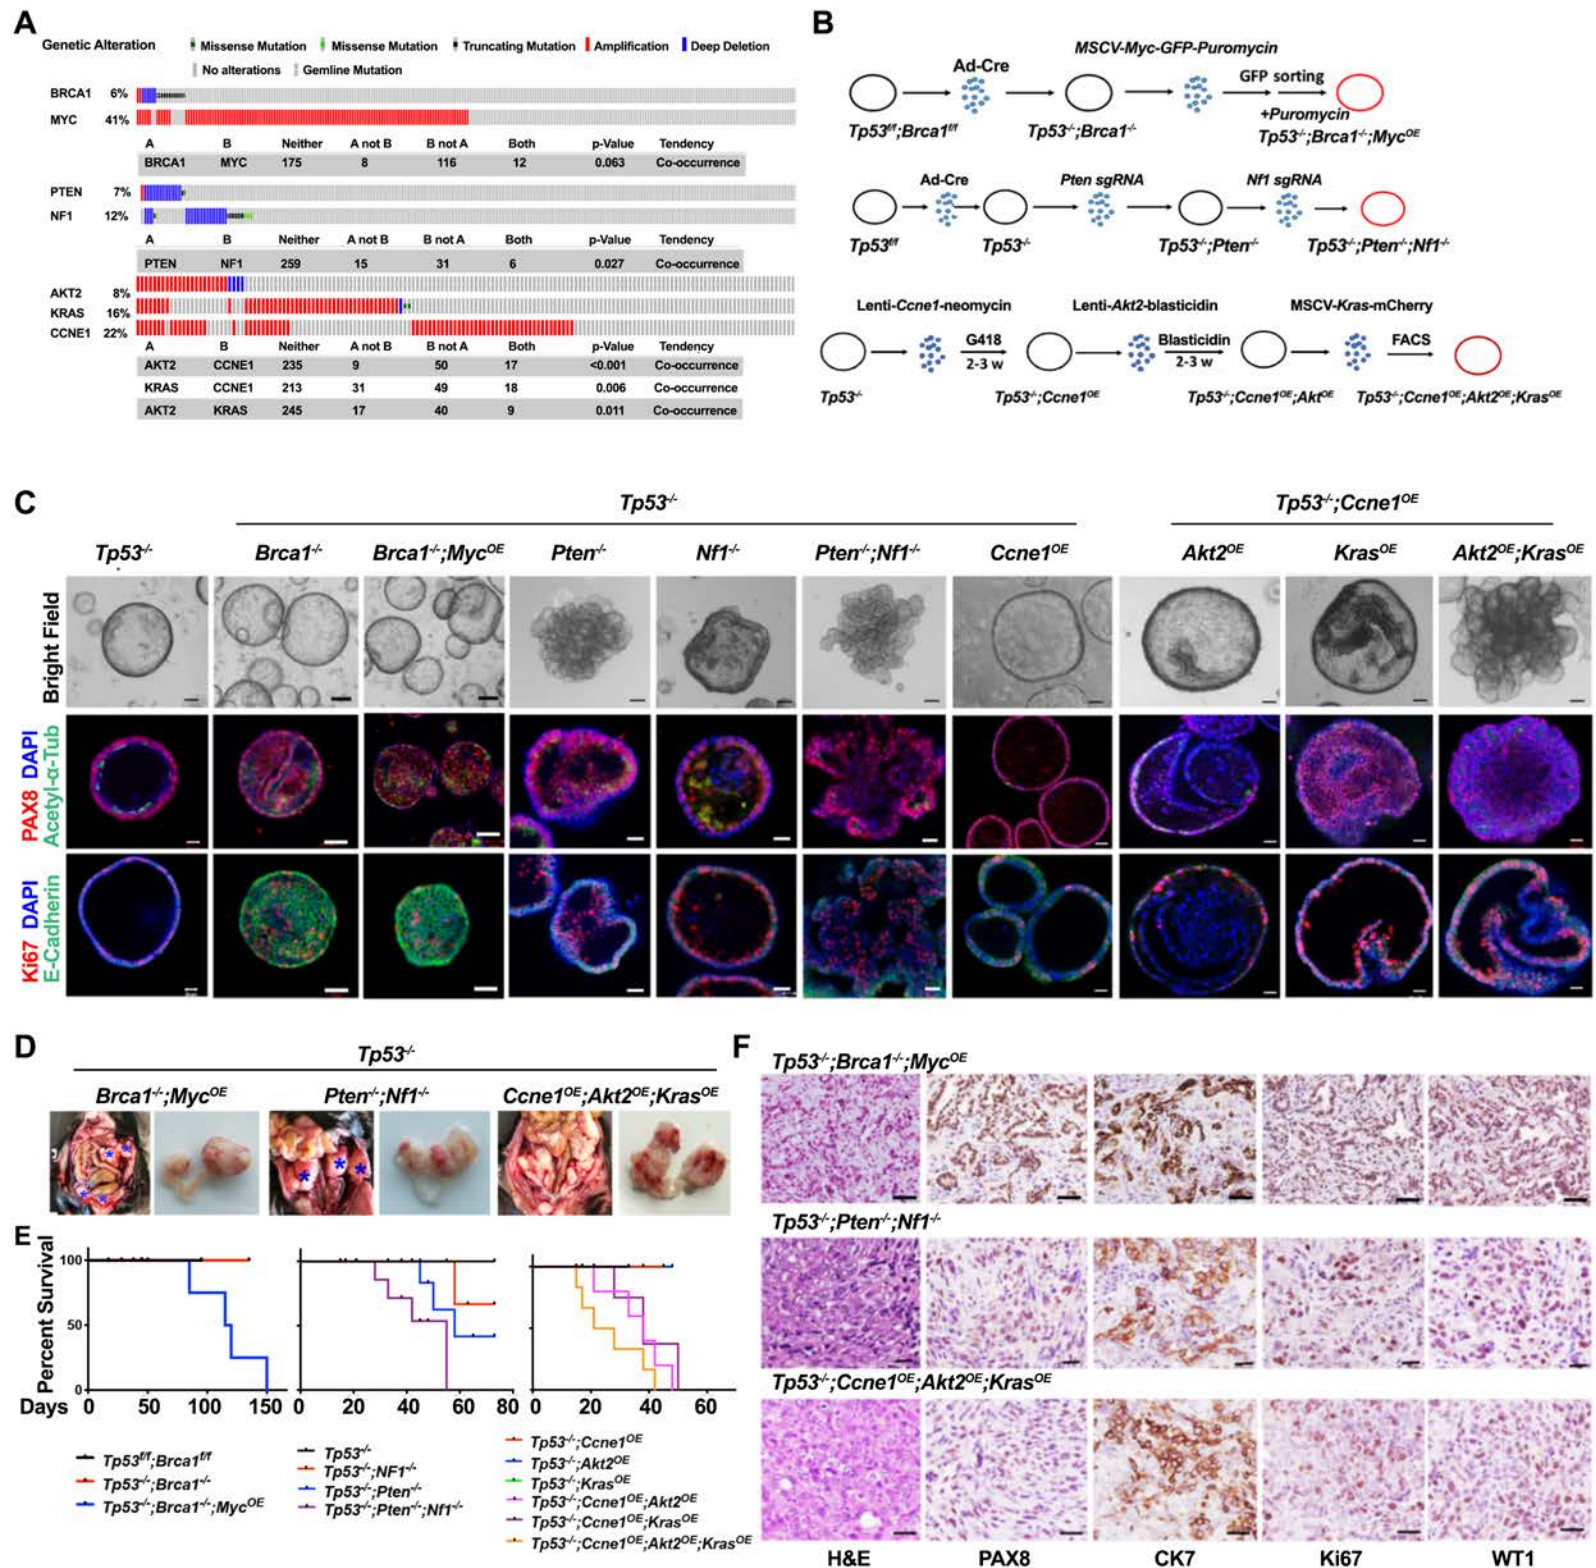 A
Genetic Alteration
Missense Mutation Missense Mutation Truncating Mutation Amplification Deep Deletion
No alterations Gemline Mutation
BRCA1 6%
MYC 41%
A B Neither A not B B not A Both p-Value Tendency
BRCA1 MYC 175 8 116 12 0.063 Co-occurrence
PTEN 7%
NF1 12%
A B Neither A not B B not A Both p-Value Tendency
PTEN NF1 259 15 31 6 0.027 Co-occurrence
AKT2 8%
KRAS 16%
CCNE1 22%
A B Neither A not B B not A Both p-Value Tendency
AKT2 CCNE1 235 9 50 17 <0.001 Co-occurrence
KRAS CCNE1 213 31 49 18 0.006 Co-occurrence
AKT2 KRAS 245 17 40 9 0.011 Co-occurrence
B
MSCV-Myc-GFP-Puromycin
Ad-Cre GFP sorting
+Puromycin
Tp53f/f;Brca1f/f Tp53-/-;Brca1-/- Tp53-/-;Brca1-/-;MycOE
Ad-Cre Pten sgRNA Nf1 sgRNA
Tp53f/f Tp53-/- Tp53-/-;Pten-/- Tp53-/-;Pten-/-;Nf1-/-
Lenti-Ccne1-neomycin Lenti-Akt2-blasticidin MSCV-Kras-mCherry
G418 Blasticidin FACS
2-3 w 2-3 w
Tp53-/- Tp53-/-;Ccne1OE Tp53-/-;Ccne1OE;AktOE Tp53-/-;Ccne1OE;Akt2OE;KrasOE
C
Tp53-/- Tp53-/-;Ccne1OE
Tp53-/- Brca1-/- Brca1-/-;MycOE Pten-/- Nf1-/- Pten-/-;Nf1-/- Ccne1OE Akt2OE KrasOE Akt2OE;KrasOE
Bright Field
PAX8 DAPI
Acetyl-α-Tub
Ki67 DAPI
E-Cadherin
D
Tp53-/-
Brca1-/-;MycOE Pten-/-;Nf1-/- Ccne1OE;Akt2OE;KrasOE
* * * *
* * *
E
Percent Survival
100
50
0
Days 0 50 100 150 0 20 40 60 80 0 20 40 60
Tp53f/f;Brca1f/f
Tp53-/-;Brca1-/-
Tp53-/-;Brca1-/-;MycOE
Tp53-/-
Tp53-/-;NF1-/-
Tp53-/-;Pten-/-
Tp53-/-;Pten-/-;Nf1-/-
Tp53-/-;Ccne1OE
Tp53-/-;Akt2OE
Tp53-/-;KrasOE
Tp53-/-;Ccne1OE;Akt2OE
Tp53-/-;Ccne1OE;KrasOE
Tp53-/-;Ccne1OE;Akt2OE;KrasOE
F
Tp53-/-;Brca1-/-;MycOE
Tp53-/-;Pten-/-;Nf1-/-
Tp53-/-;Ccne1OE;Akt2OE;KrasOE
H&E PAX8 CK7 Ki67 WT1